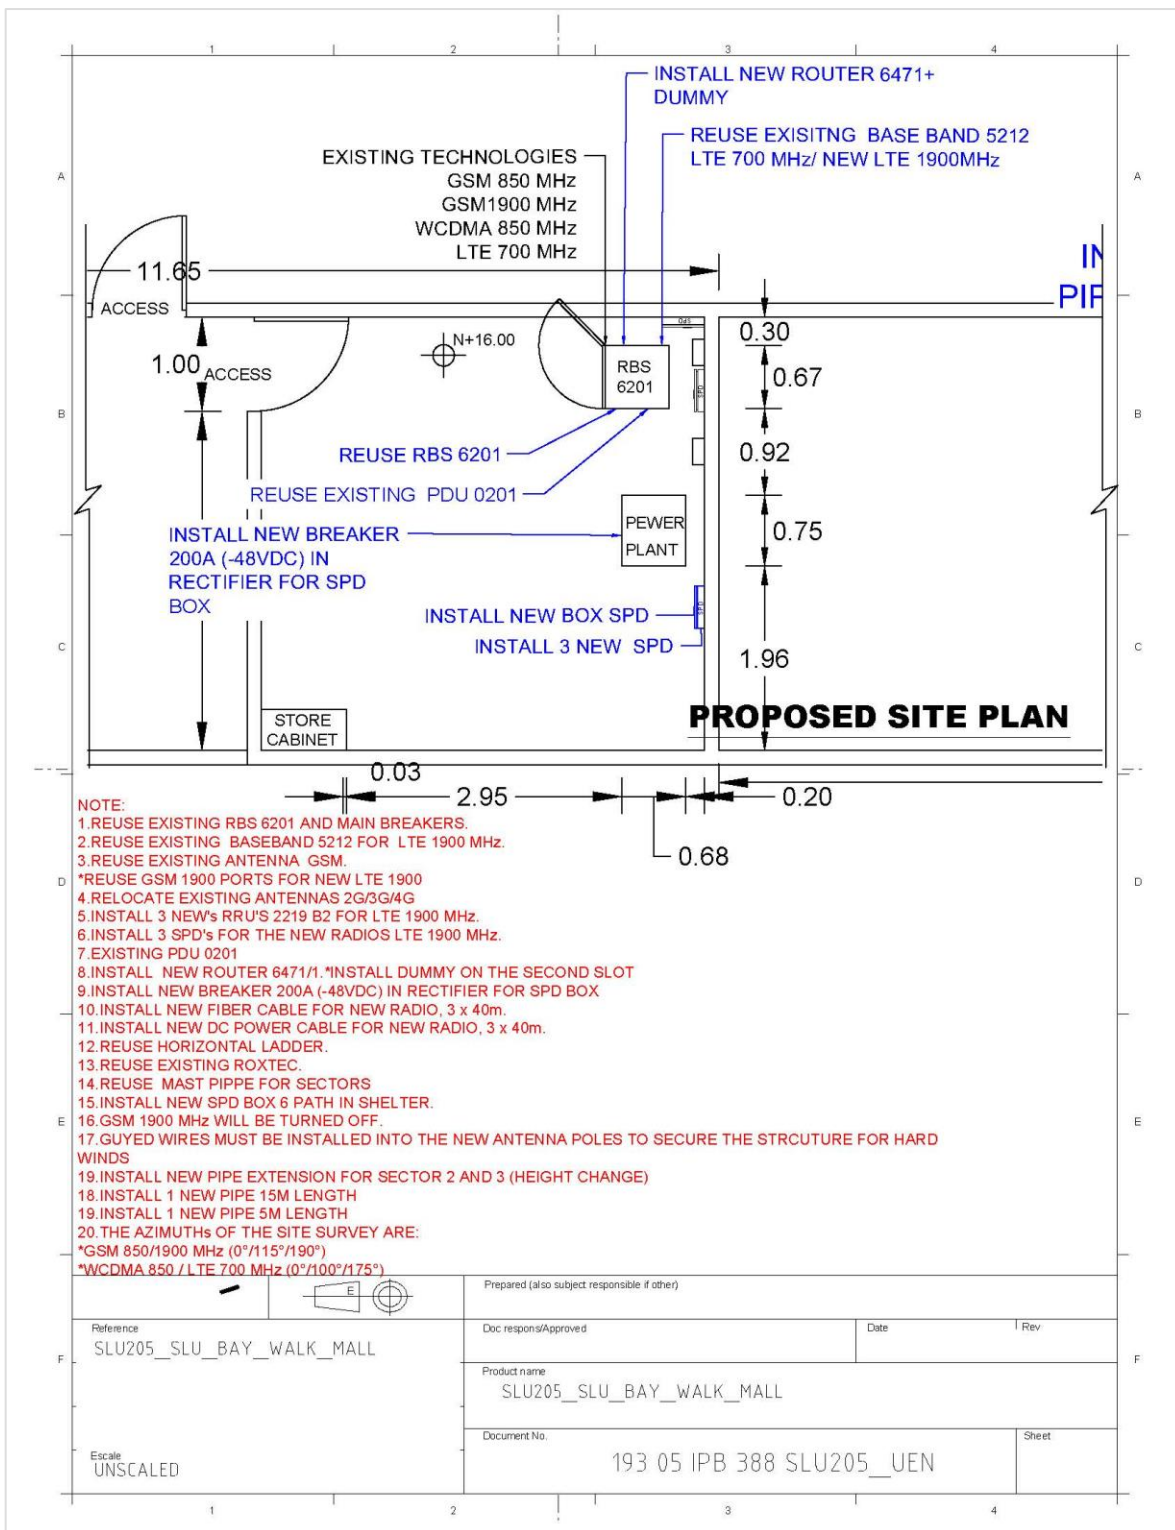 1 2 3 4
INSTALL NEW ROUTER 6471+
DUMMY
REUSE EXISITNG BASE BAND 5212
LTE 700 MHz/ NEW LTE 1900MHz
EXISTING TECHNOLOGIES
GSM 850 MHz
GSM1900 MHz
WCDMA 850 MHz
LTE 700 MHz
A A
11.65
IN
PIP
ACCESS
N+16.00
SPD
0.30
1.00
ACCESS
RBS
6201
0.67
SPD
B B
REUSE RBS 6201
0.92
REUSE EXISTING PDU 0201
INSTALL NEW BREAKER
200A (-48VDC) IN
RECTIFIER FOR SPD
BOX
PEWER
PLANT
0.75
INSTALL NEW BOX SPD
SPD
INSTALL 3 NEW SPD
C C
1.96
STORE
CABINET
PROPOSED SITE PLAN
0.03
2.95
0.20
0.68
NOTE:
1.REUSE EXISTING RBS 6201 AND MAIN BREAKERS.
2.REUSE EXISTING BASEBAND 5212 FOR LTE 1900 MHz.
3.REUSE EXISTING ANTENNA GSM.
*REUSE GSM 1900 PORTS FOR NEW LTE 1900
D D
4.RELOCATE EXISTING ANTENNAS 2G/3G/4G
5.INSTALL 3 NEW's RRU'S 2219 B2 FOR LTE 1900 MHz.
6.INSTALL 3 SPD's FOR THE NEW RADIOS LTE 1900 MHz.
7.EXISTING PDU 0201
8.INSTALL NEW ROUTER 6471/1.*INSTALL DUMMY ON THE SECOND SLOT
9.INSTALL NEW BREAKER 200A (-48VDC) IN RECTIFIER FOR SPD BOX
10.INSTALL NEW FIBER CABLE FOR NEW RADIO, 3 x 40m.
11.INSTALL NEW DC POWER CABLE FOR NEW RADIO, 3 x 40m.
12.REUSE HORIZONTAL LADDER.
13.REUSE EXISTING ROXTEC.
14.REUSE MAST PIPPE FOR SECTORS
15.INSTALL NEW SPD BOX 6 PATH IN SHELTER.
E E
16.GSM 1900 MHz WILL BE TURNED OFF.
17.GUYED WIRES MUST BE INSTALLED INTO THE NEW ANTENNA POLES TO SECURE THE STRCUTURE FOR HARD
WINDS
19.INSTALL NEW PIPE EXTENSION FOR SECTOR 2 AND 3 (HEIGHT CHANGE)
18.INSTALL 1 NEW PIPE 15M LENGTH
19.INSTALL 1 NEW PIPE 5M LENGTH
20.THE AZIMUTHs OF THE SITE SURVEY ARE:
*GSM 850/1900 MHz (0°/115°/190°)
*WCDMA 850 / LTE 700 MHz (0°/100°/175°)
E
Prepared (also subject responsible if other)
Reference
SLU205_SLU_BAY_WALK_MALL
Doc respons/Approved
Date
Rev
F F
Product name
SLU205_SLU_BAY_WALK_MALL
Escale
UNSCALED
Document No.
193 05 IPB 388 SLU205_UEN
Sheet
1 2 3 4